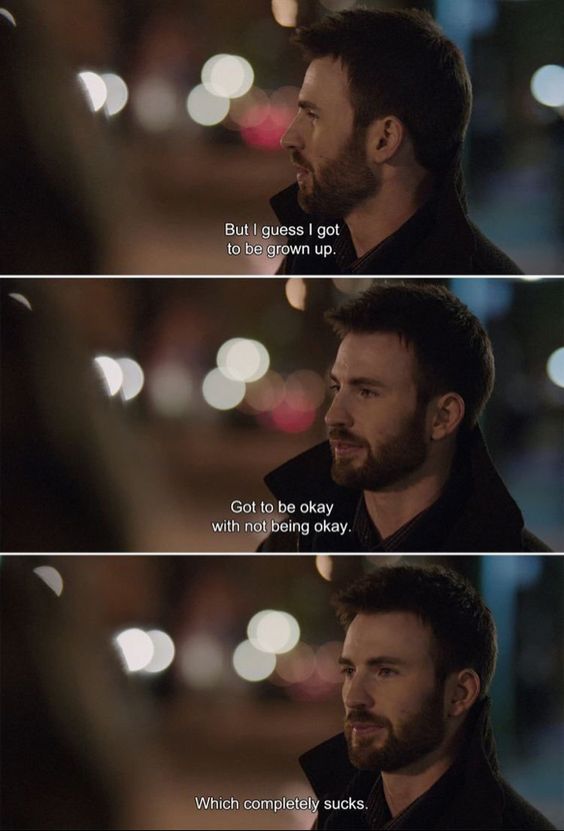 But I guess I got
to be grown up.
Got to be okay
with not being okay.
Which completely sucks.